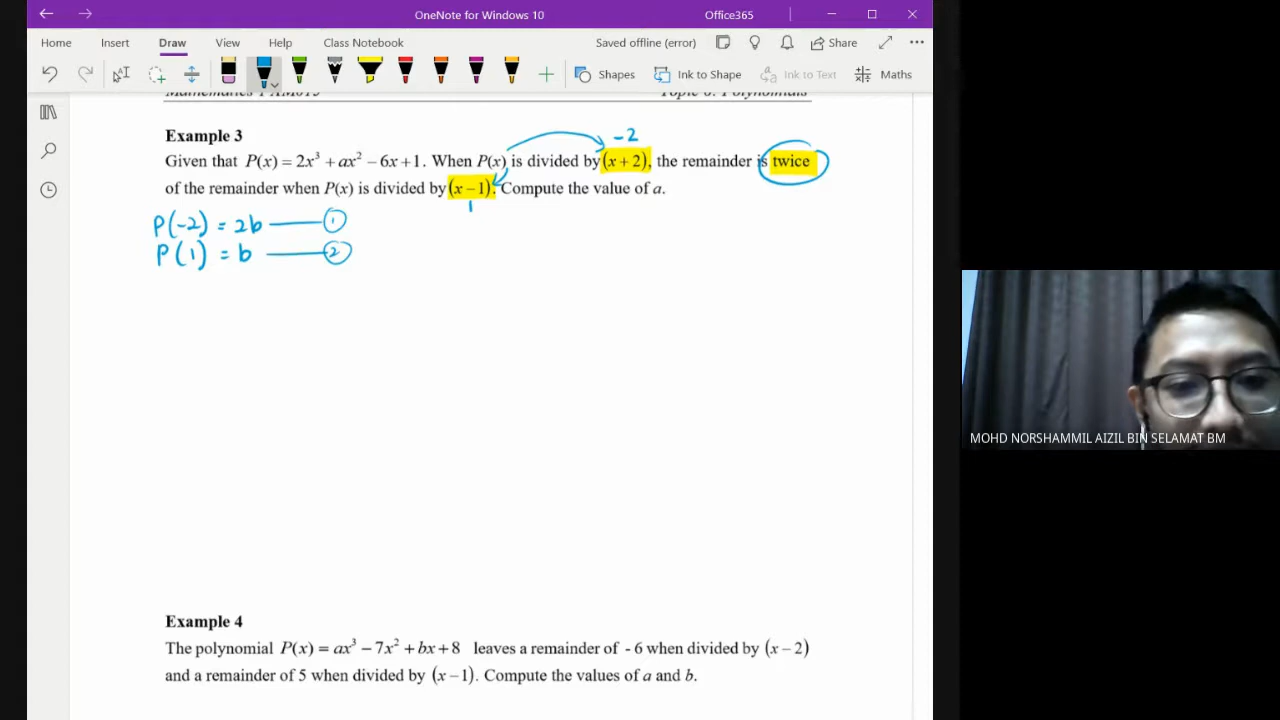 OneNote for Windows 10
Office365
Home Insert Draw View Help Class Notebook
Saved offline (error) Share
Shapes Ink to Shape Ink to Text Maths
Example 3
-2
Given that P(x) = 2x³ + ax² − 6x + 1. When P(x) is divided by (x + 2), the remainder is twice
of the remainder when P(x) is divided by (x − 1). Compute the value of a.
1
P(-2) = 2b —— ①
P(1) = b —— ②
MOHD NORSHAMMIL AIZIL BIN SELAMAT BM
Example 4
The polynomial P(x) = ax³ − 7x² + bx + 8 leaves a remainder of - 6 when divided by (x − 2)
and a remainder of 5 when divided by (x − 1). Compute the values of a and b.